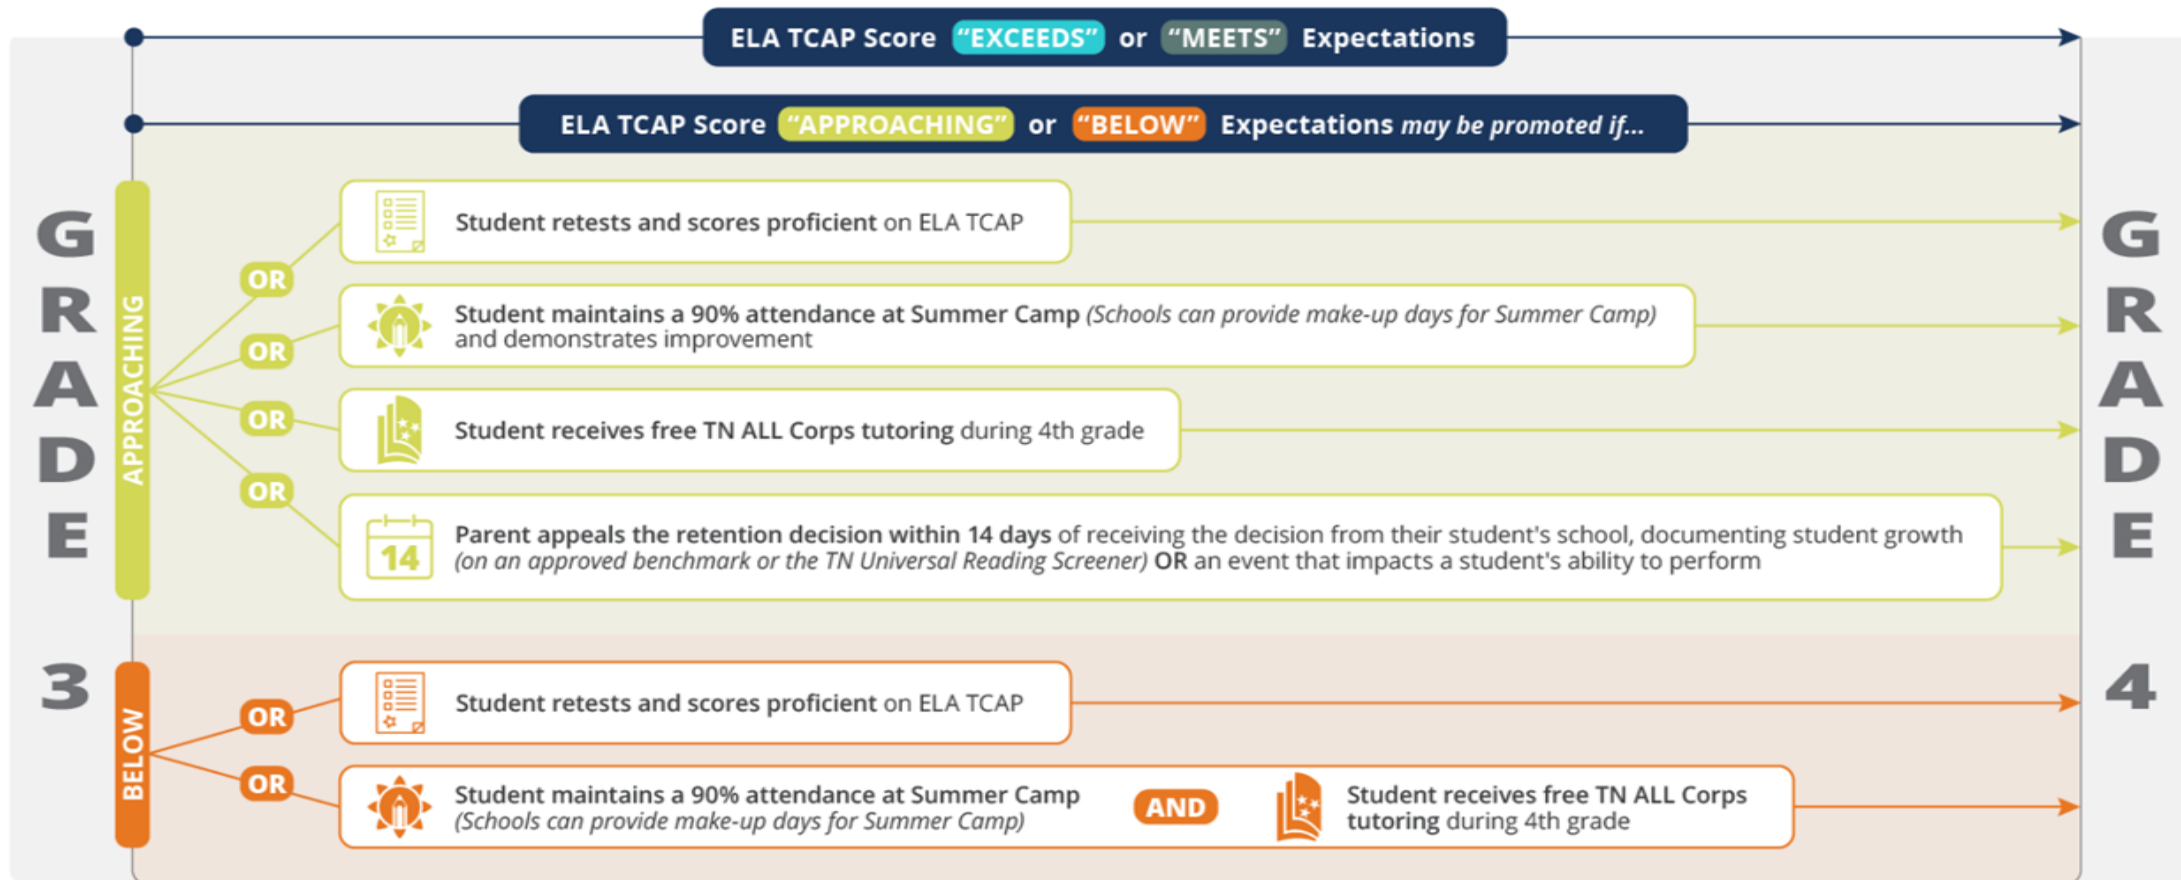 ELA TCAP Score “EXCEEDS” or “MEETS” Expectations
ELA TCAP Score “APPROACHING” or “BELOW” Expectations may be promoted if...
GRADE
3
APPROACHING
OR
Student retests and scores proficient on ELA TCAP
OR
Student maintains a 90% attendance at Summer Camp (Schools can provide make-up days for Summer Camp)
and demonstrates improvement
OR
Student receives free TN ALL Corps tutoring during 4th grade
OR
14
Parent appeals the retention decision within 14 days of receiving the decision from their student's school, documenting student growth
(on an approved benchmark or the TN Universal Reading Screener) OR an event that impacts a student's ability to perform
BELOW
OR
Student retests and scores proficient on ELA TCAP
OR
Student maintains a 90% attendance at Summer Camp
(Schools can provide make-up days for Summer Camp)
AND
Student receives free TN ALL Corps
tutoring during 4th grade
GRADE
4